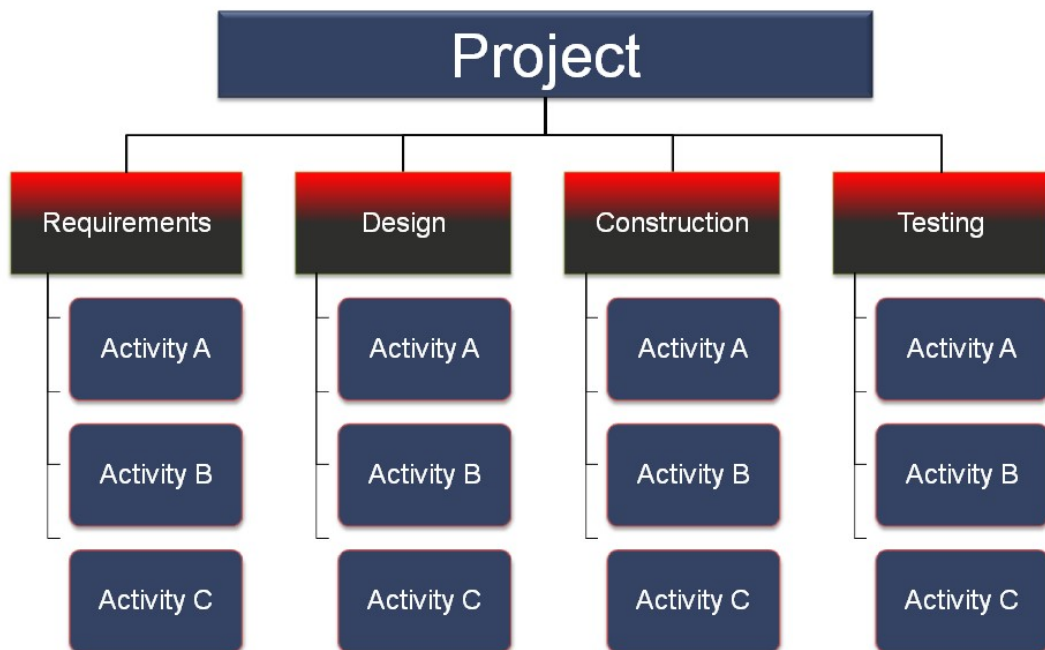 Project
Requirements
Design
Construction
Testing
Activity A
Activity A
Activity A
Activity A
Activity B
Activity B
Activity B
Activity B
Activity C
Activity C
Activity C
Activity C